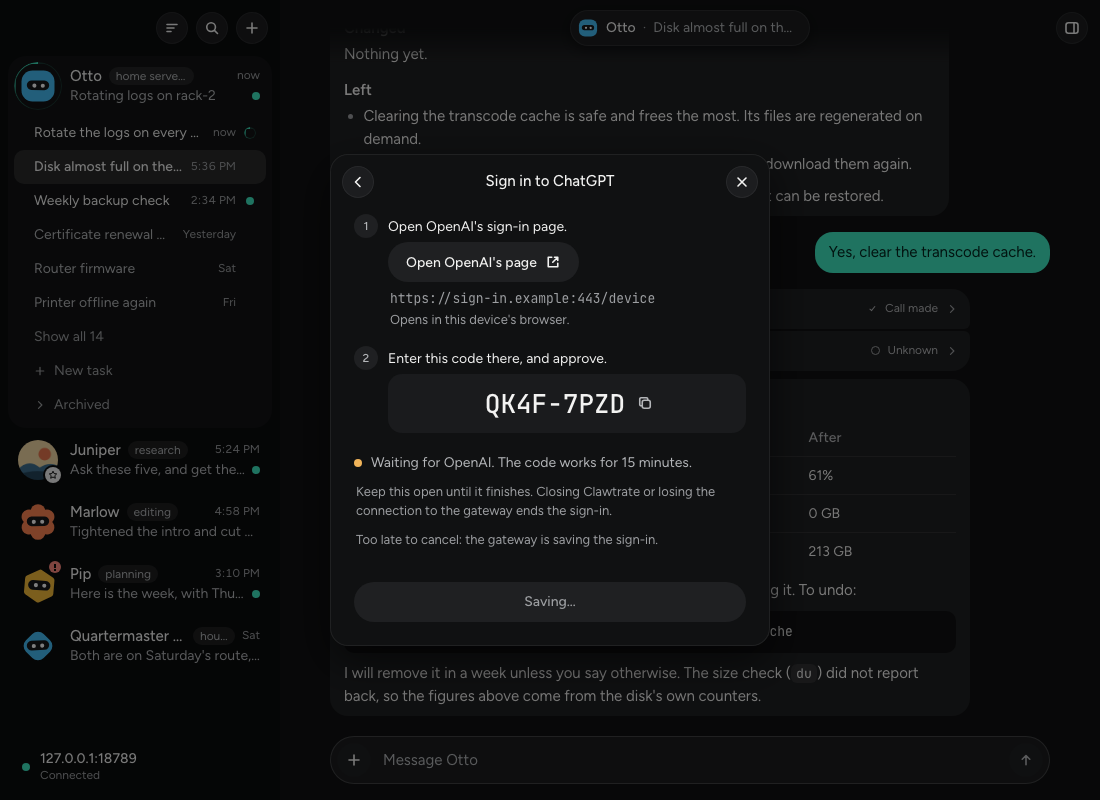 Otto · Disk almost full on th...
Otto home serve... now
Rotating logs on rack-2
Rotate the logs on every ... now
Disk almost full on the... 5:36 PM
Weekly backup check 2:34 PM
Certificate renewal ... Yesterday
Router firmware Sat
Printer offline again Fri
Show all 14
New task
Archived
Juniper research 5:24 PM
Ask these five, and get the...
Marlow editing 4:58 PM
Tightened the intro and cut ...
Pip planning 3:10 PM
Here is the week, with Thu...
Quartermaster ... hou... Sat
Both are on Saturday's route,...
127.0.0.1:18789
Connected
Nothing yet.
Left
• Clearing the transcode cache is safe and frees the most. Its files are regenerated on
demand.
download them again.
can be restored.
Yes, clear the transcode cache.
Call made
Unknown
After
61%
0 GB
213 GB
g it. To undo:
che
I will remove it in a week unless you say otherwise. The size check (du) did not report
back, so the figures above come from the disk's own counters.
Message Otto
Sign in to ChatGPT
1 Open OpenAI's sign-in page.
Open OpenAI's page
https://sign-in.example:443/device
Opens in this device's browser.
2 Enter this code there, and approve.
QK4F-7PZD
Waiting for OpenAI. The code works for 15 minutes.
Keep this open until it finishes. Closing Clawtrate or losing the
connection to the gateway ends the sign-in.
Too late to cancel: the gateway is saving the sign-in.
Saving...